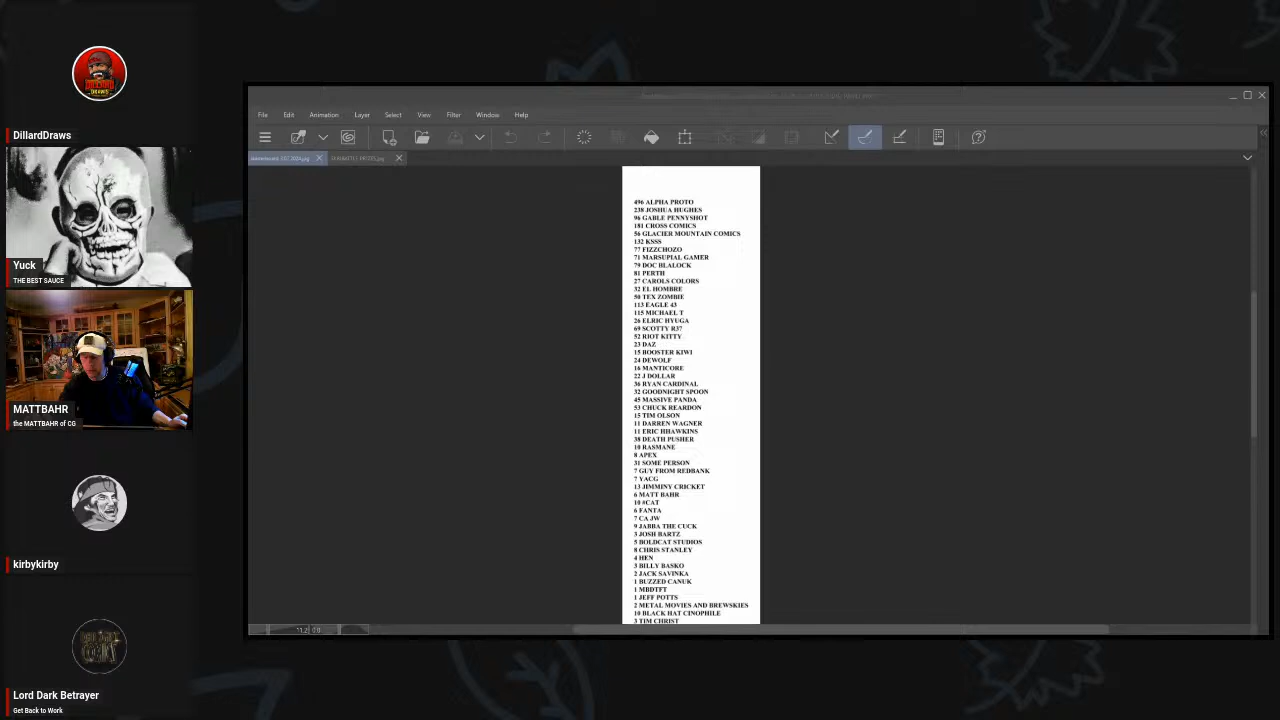 DillardDraws
Yuck
THE BEST SAUCE
MATTBAHR
the MATTBAHR of CG
kirbykirby
Lord Dark Betrayer
Get Back to Work
File Edit Animation Layer Select View Filter Window Help
496 ALPHA PROTO
238 JOSHUA HUGHES
96 GABLE PENNYSHOT
181 CROSS COMICS
56 GLACIER MOUNTAIN COMICS
132 KSSS
77 FIZZCHOZO
71 MARSUPIAL GAMER
79 DOC BLALOCK
81 PERTH
27 CAROLS COLORS
32 EL HOMBRE
50 TEX ZOMBIE
113 EAGLE 43
115 MICHAEL T
26 ELRIC HYUGA
69 SCOTTY R37
52 RIOT KITTY
23 DAZ
15 BOOSTER KIWI
24 DEWOLF
16 MANTICORE
22 J DOLLAR
36 RYAN CARDINAL
32 GOODNIGHT SPOON
45 MASSIVE PANDA
53 CHUCK REARDON
15 TIM OLSON
11 DARREN WAGNER
11 ERIC HHAWKINS
38 DEATH PUSHER
10 RASMANE
8 APEX
31 SOME PERSON
7 GUY FROM REDBANK
7 YACG
13 JIMMINY CRICKET
6 MATT BAHR
10 #CAT
6 FANTA
7 CA JW
9 JABBA THE CUCK
3 JOSH BARTZ
5 BOLDCAT STUDIOS
8 CHRIS STANLEY
4 HEN
3 BILLY BASKO
2 JACK SAVINKA
1 BUZZED CANUK
1 MBDTFT
1 JEFF POTTS
2 METAL MOVIES AND BREWSKIES
10 BLACK HAT CINOPHILE
3 TIM CHRIST